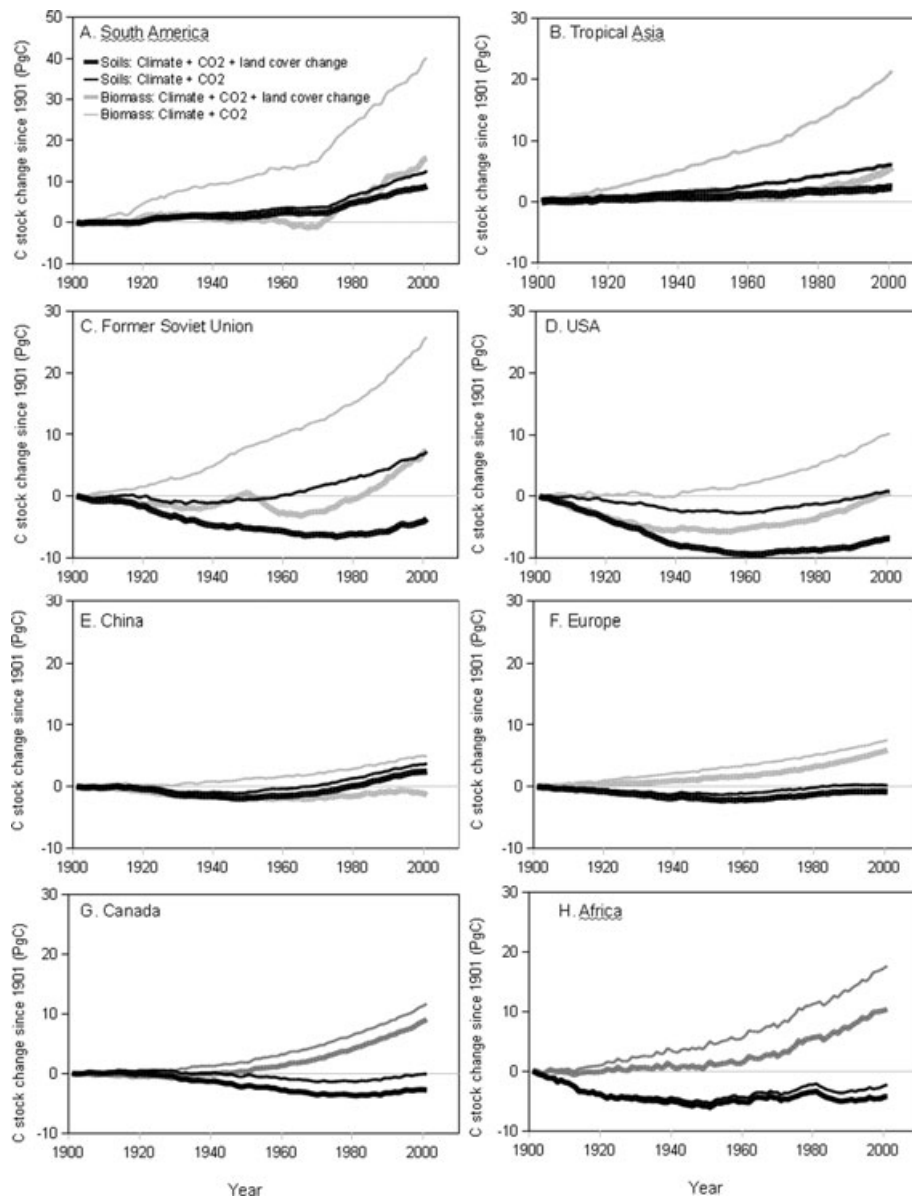 A. South America
Soils: Climate + CO2 + land cover change
Soils: Climate + CO2
Biomass: Climate + CO2 + land cover change
Biomass: Climate + CO2
C stock change since 1901 (PgC)
50
40
30
20
10
0
-10
1900 1920 1940 1960 1980 2000
B. Tropical Asia
C stock change since 1901 (PgC)
30
20
10
0
-10
1900 1920 1940 1960 1980 2000
C. Former Soviet Union
C stock change since 1901 (PgC)
30
20
10
0
-10
1900 1920 1940 1960 1980 2000
D. USA
C stock change since 1901 (PgC)
30
20
10
0
-10
1900 1920 1940 1960 1980 2000
E. China
C stock change since 1901 (PgC)
30
20
10
0
-10
1900 1920 1940 1960 1980 2000
F. Europe
C stock change since 1901 (PgC)
30
20
10
0
-10
1900 1920 1940 1960 1980 2000
G. Canada
C stock change since 1901 (PgC)
30
20
10
0
-10
1900 1920 1940 1960 1980 2000
Year
H. Africa
C stock change since 1901 (PgC)
30
20
10
0
-10
1900 1920 1940 1960 1980 2000
Year